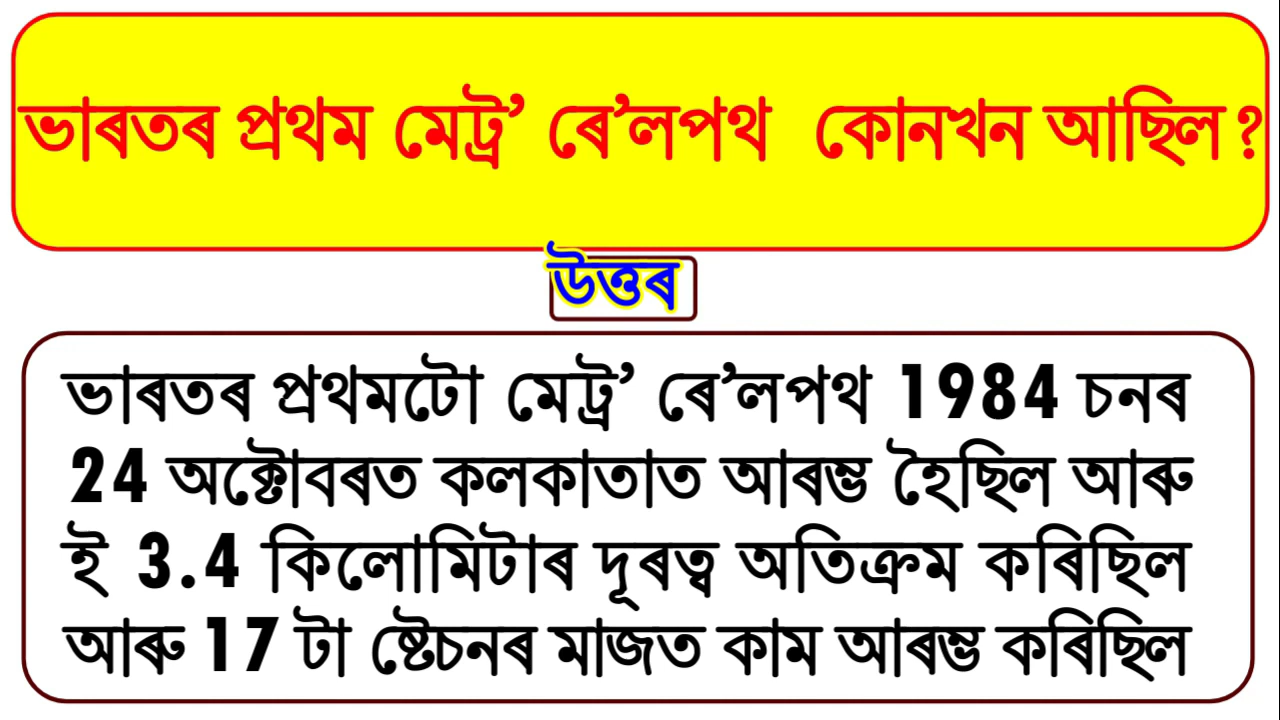 ভাৰতৰ প্ৰথম মেট্ৰ’ ৰে’লপথ কোনখন আছিল ?
উত্তৰ
ভাৰতৰ প্ৰথমটো মেট্ৰ’ ৰে’লপথ 1984 চনৰ
24 অক্টোবৰত কলকাতাত আৰম্ভ হৈছিল আৰু
ই 3.4 কিলোমিটাৰ দূৰত্ব অতিক্ৰম কৰিছিল
আৰু 17 টা ষ্টেচনৰ মাজত কাম আৰম্ভ কৰিছিল